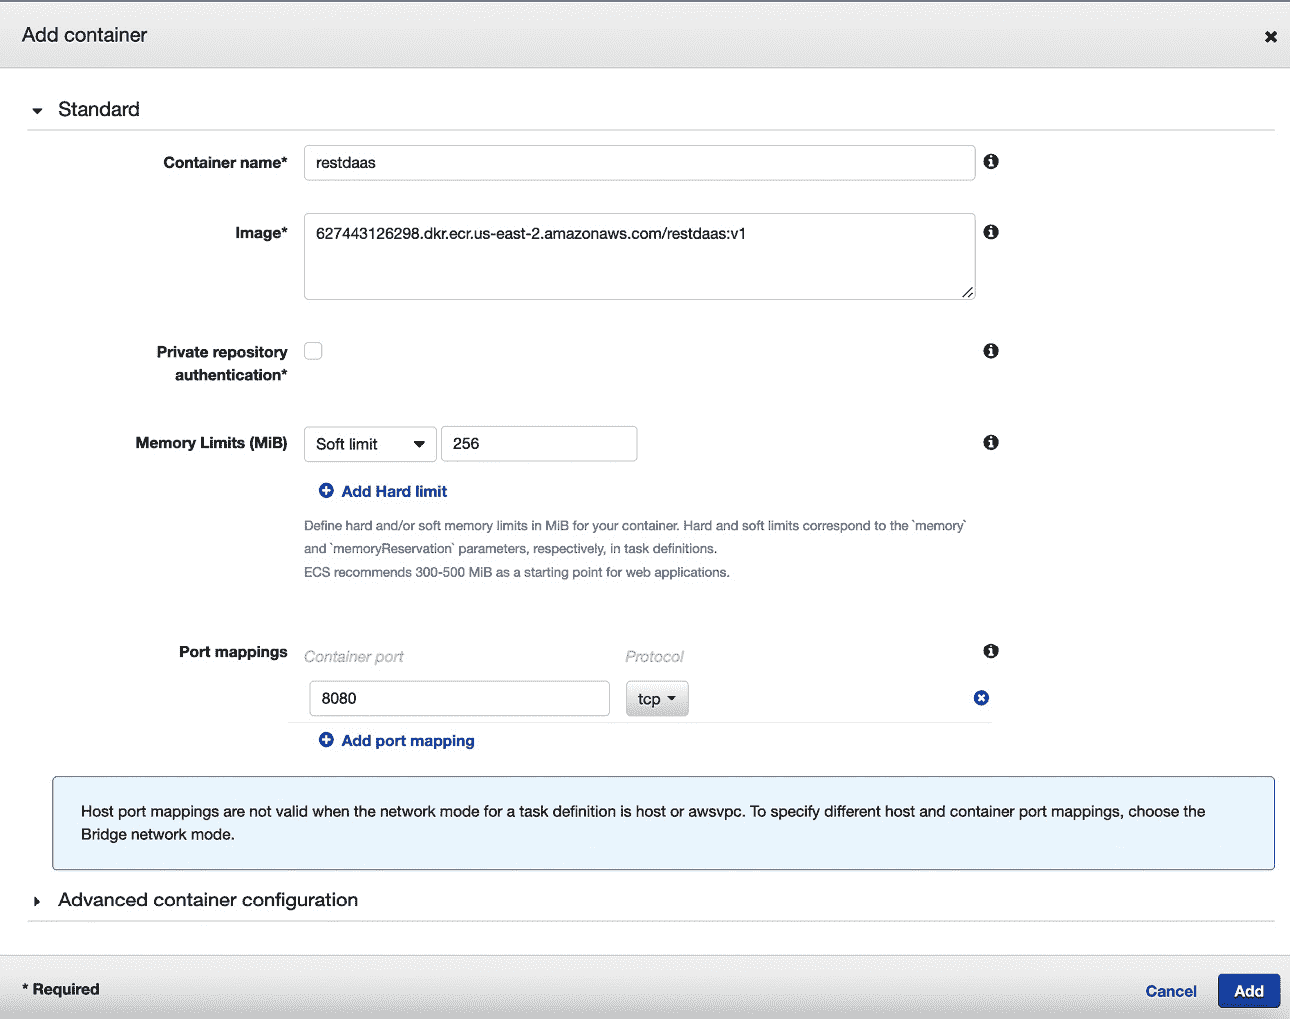 Add container
Standard
Container name*
restdaas
Image*
627443126298.dkr.ecr.us-east-2.amazonaws.com/restdaas:v1
Private repository
authentication*
Memory Limits (MiB)
Soft limit
256
Add Hard limit
Define hard and/or soft memory limits in MiB for your container. Hard and soft limits correspond to the `memory`
and `memoryReservation` parameters, respectively, in task definitions.
ECS recommends 300-500 MiB as a starting point for web applications.
Port mappings
Container port
Protocol
8080
tcp
Add port mapping
Host port mappings are not valid when the network mode for a task definition is host or awsvpc. To specify different host and container port mappings, choose the
Bridge network mode.
Advanced container configuration
* Required
Cancel
Add